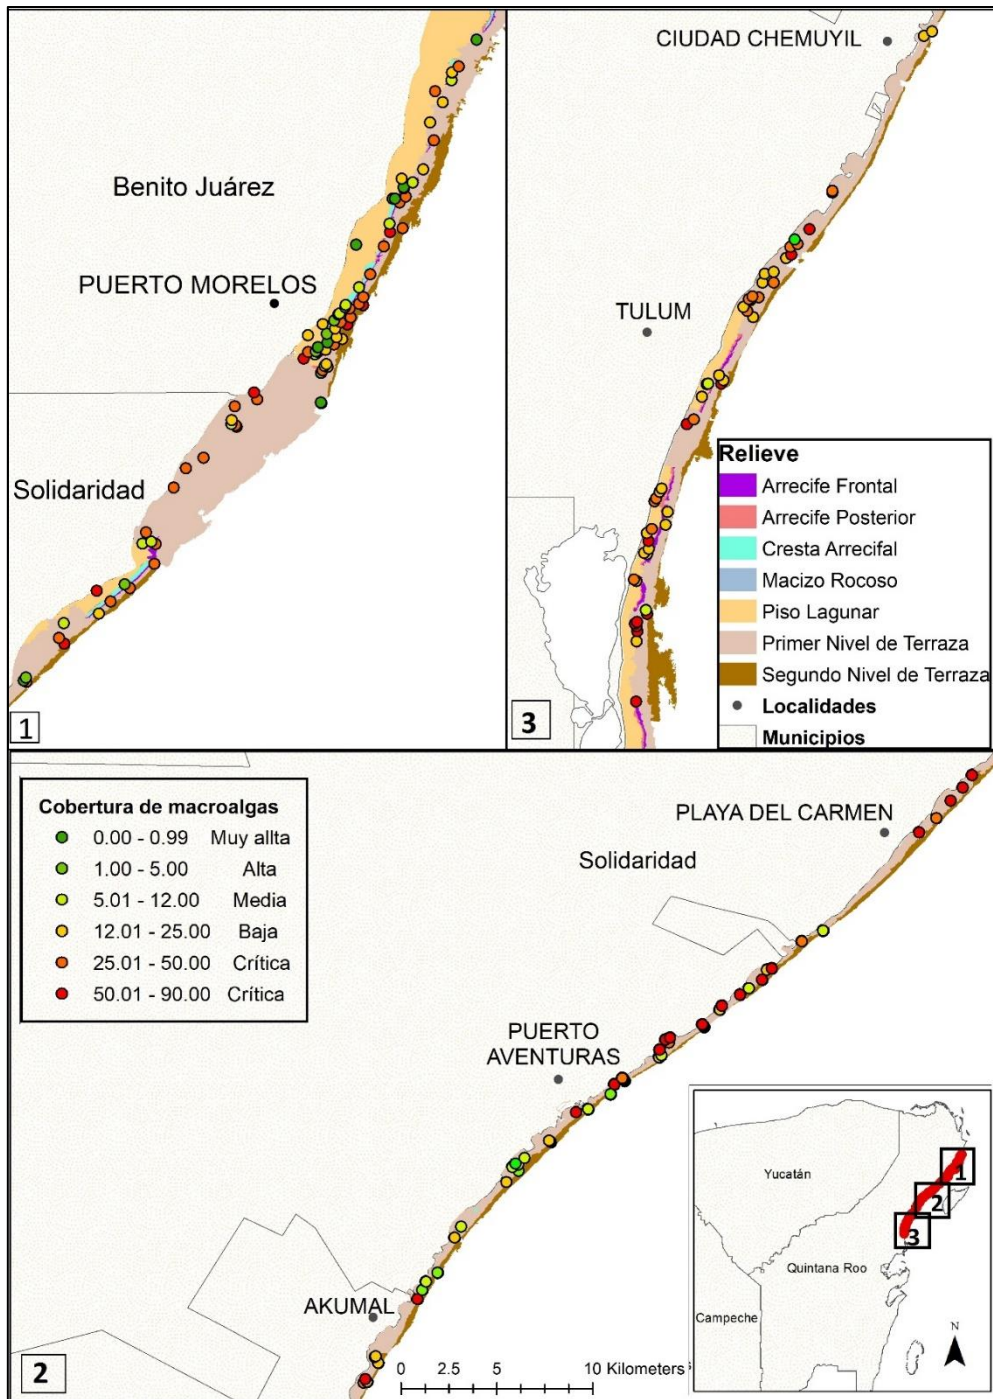 Benito Juárez
PUERTO MORELOS
Solidaridad
1
CIUDAD CHEMUYIL
TULUM
3
Relieve
Arrecife Frontal
Arrecife Posterior
Cresta Arrecifal
Macizo Rocoso
Piso Lagunar
Primer Nivel de Terraza
Segundo Nivel de Terraza
Localidades
Municipios
Cobertura de macroalgas
0.00 - 0.99 Muy allta
1.00 - 5.00 Alta
5.01 - 12.00 Media
12.01 - 25.00 Baja
25.01 - 50.00 Crítica
50.01 - 90.00 Crítica
PLAYA DEL CARMEN
Solidaridad
PUERTO
AVENTURAS
AKUMAL
2
0 2.5 5 10 Kilometers
Yucatán
1
2
3
Quintana Roo
Campeche
N